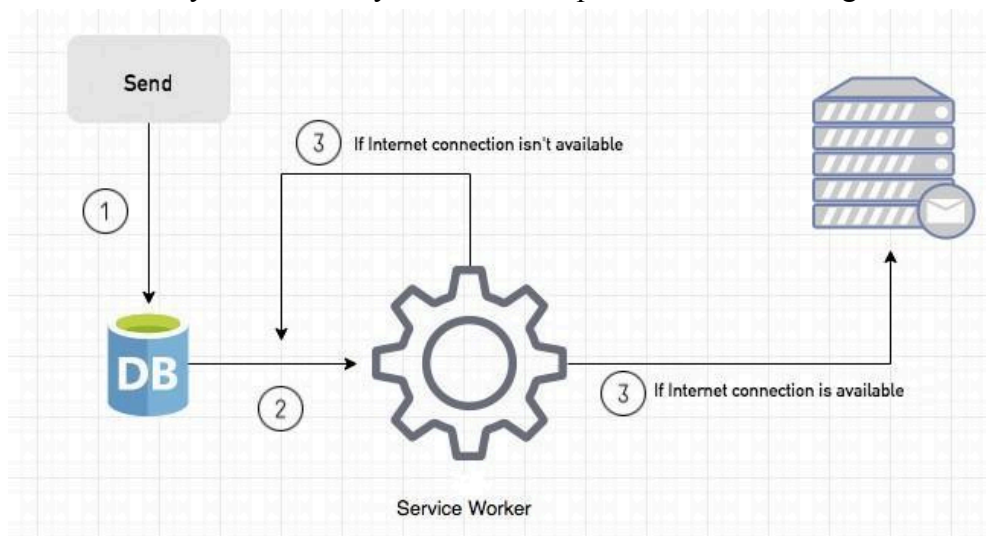 Send
3 If Internet connection isn't available
1
DB
2
3 If Internet connection is available
Service Worker